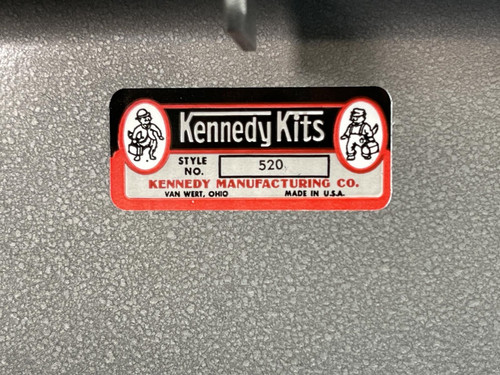 Kennedy Kits
STYLE NO. 520
KENNEDY MANUFACTURING CO.
VAN WERT, OHIO MADE IN U.S.A.